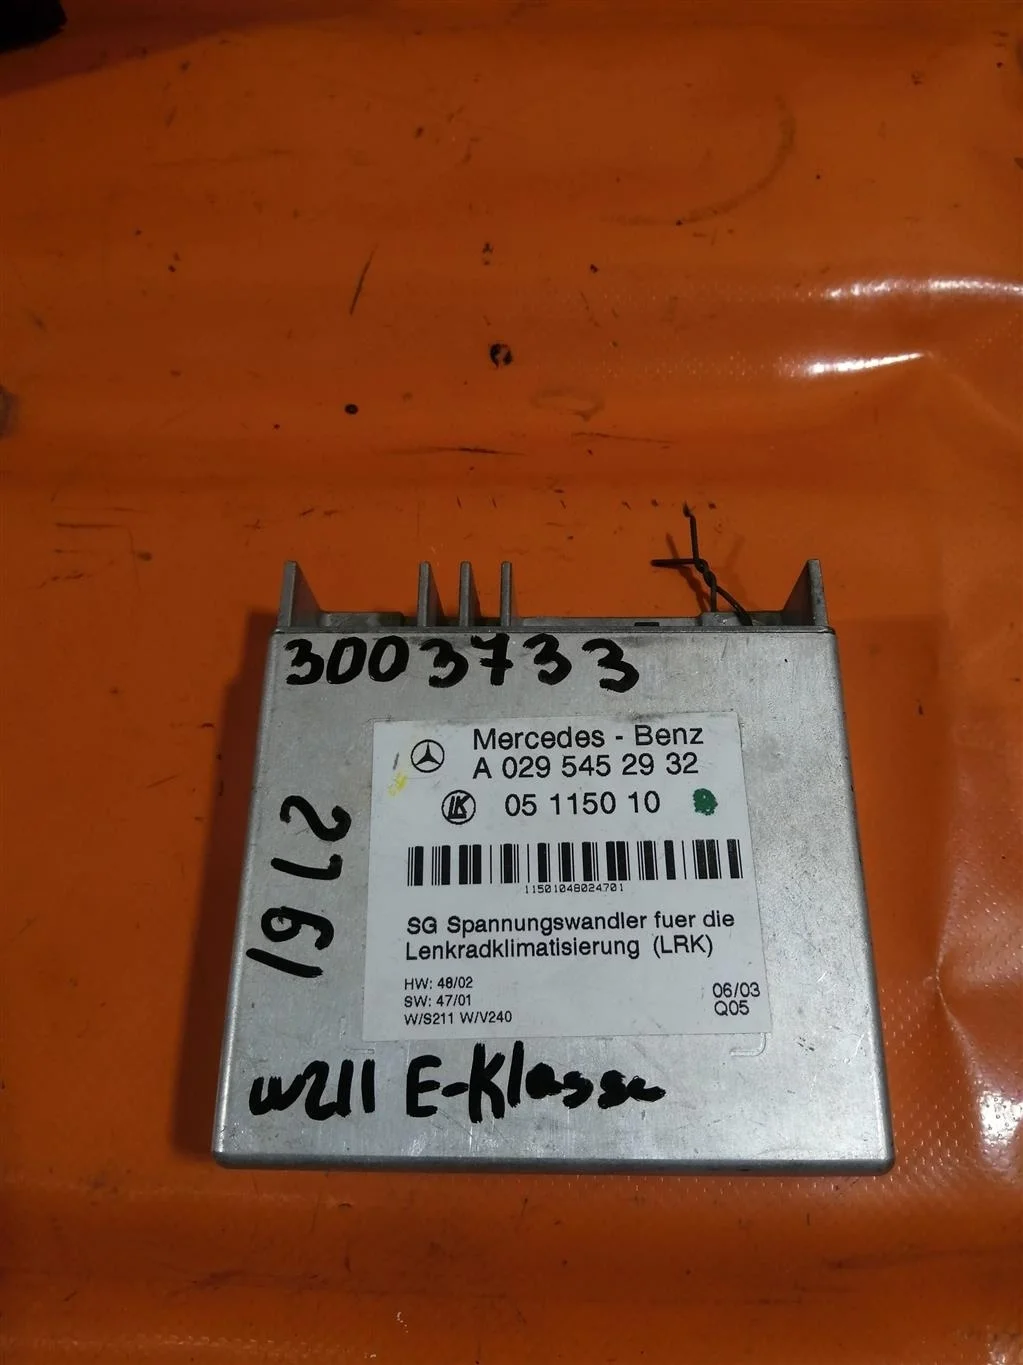 3003733
Mercedes - Benz
A 029 545 29 32
LK
05 1150 10
11501048024701
SG Spannungswandler fuer die
Lenkradklimatisierung (LRK)
HW: 48/02
SW: 47/01
W/S211 W/V240
06/03
Q05
1912
W211 E-Klasse